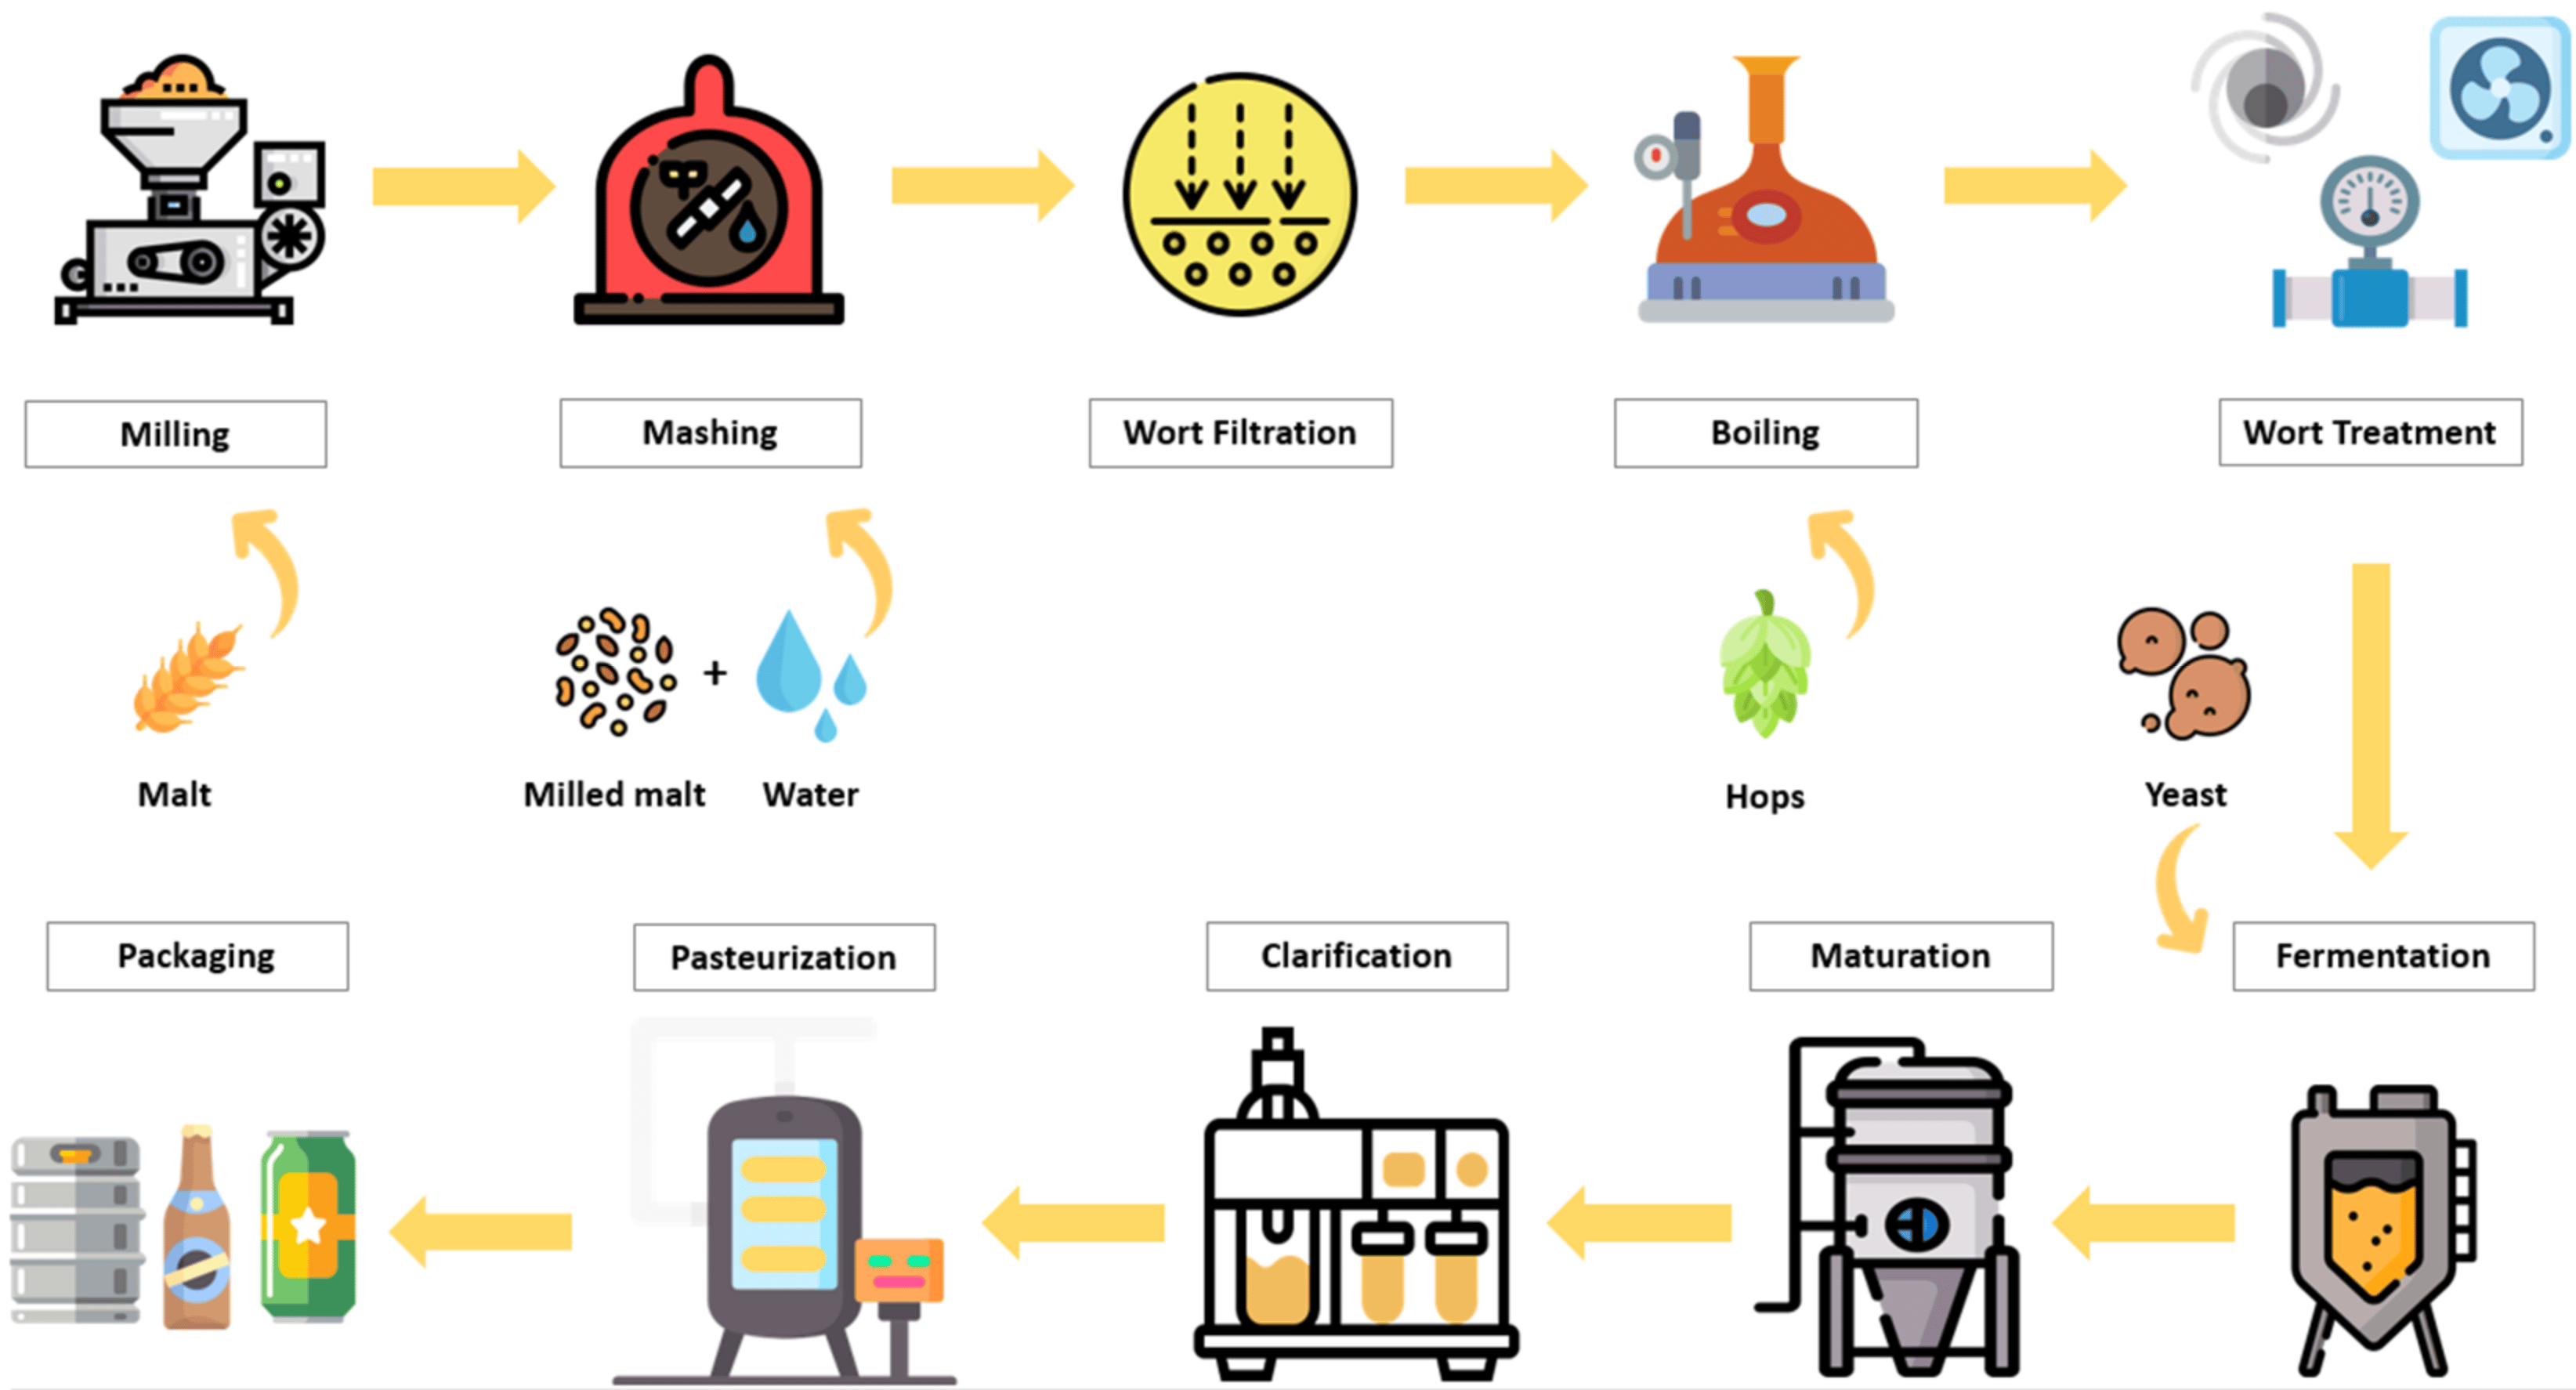 Milling
Mashing
Wort Filtration
Boiling
Wort Treatment
Malt
Milled malt + Water
Hops
Yeast
Packaging
Pasteurization
Clarification
Maturation
Fermentation